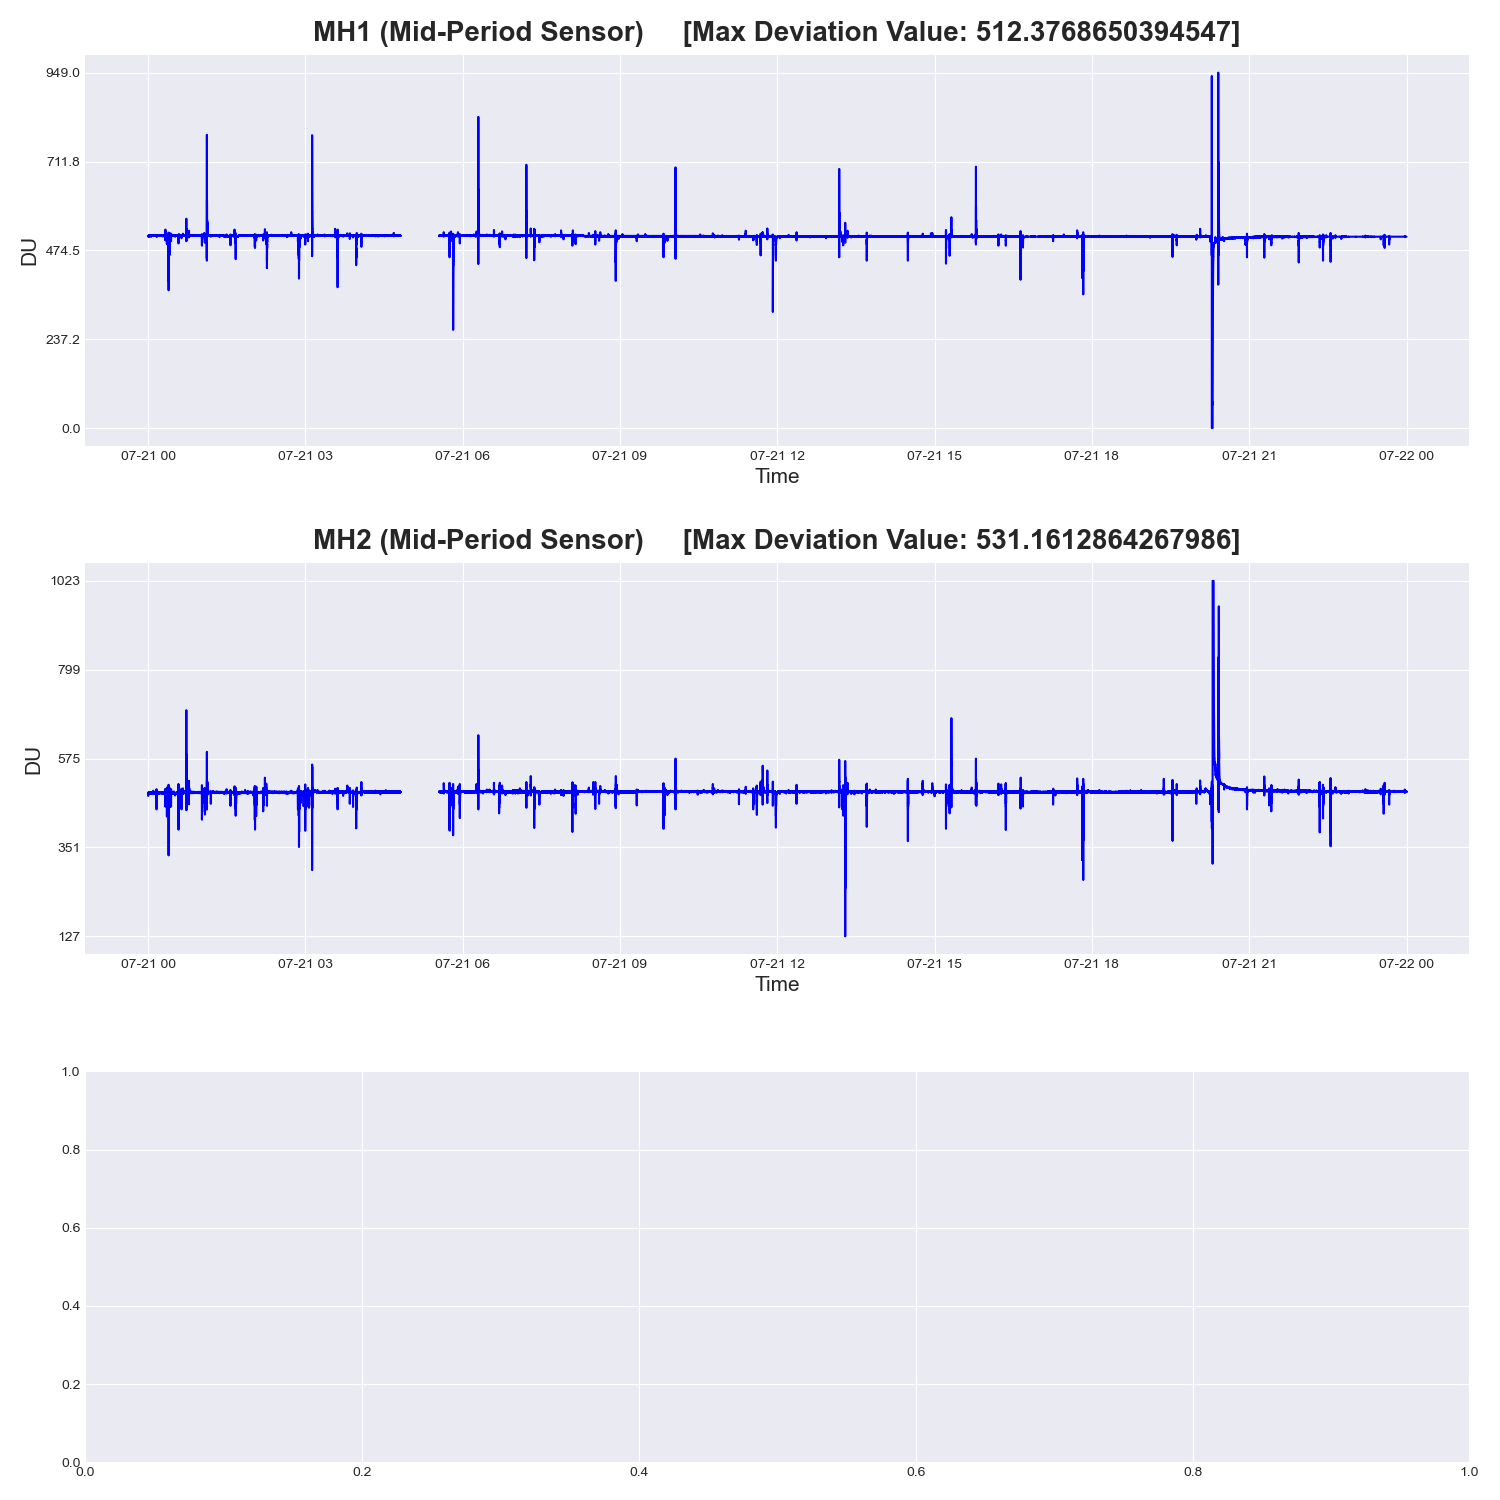 MH1 (Mid-Period Sensor) [Max Deviation Value: 512.3768650394547]
949.0
711.8
474.5
237.2
0.0
DU
07-21 00 07-21 03 07-21 06 07-21 09 07-21 12 07-21 15 07-21 18 07-21 21 07-22 00
Time
MH2 (Mid-Period Sensor) [Max Deviation Value: 531.1612864267986]
1023
799
575
351
127
DU
07-21 00 07-21 03 07-21 06 07-21 09 07-21 12 07-21 15 07-21 18 07-21 21 07-22 00
Time
1.0
0.8
0.6
0.4
0.2
0.0
0.0 0.2 0.4 0.6 0.8 1.0